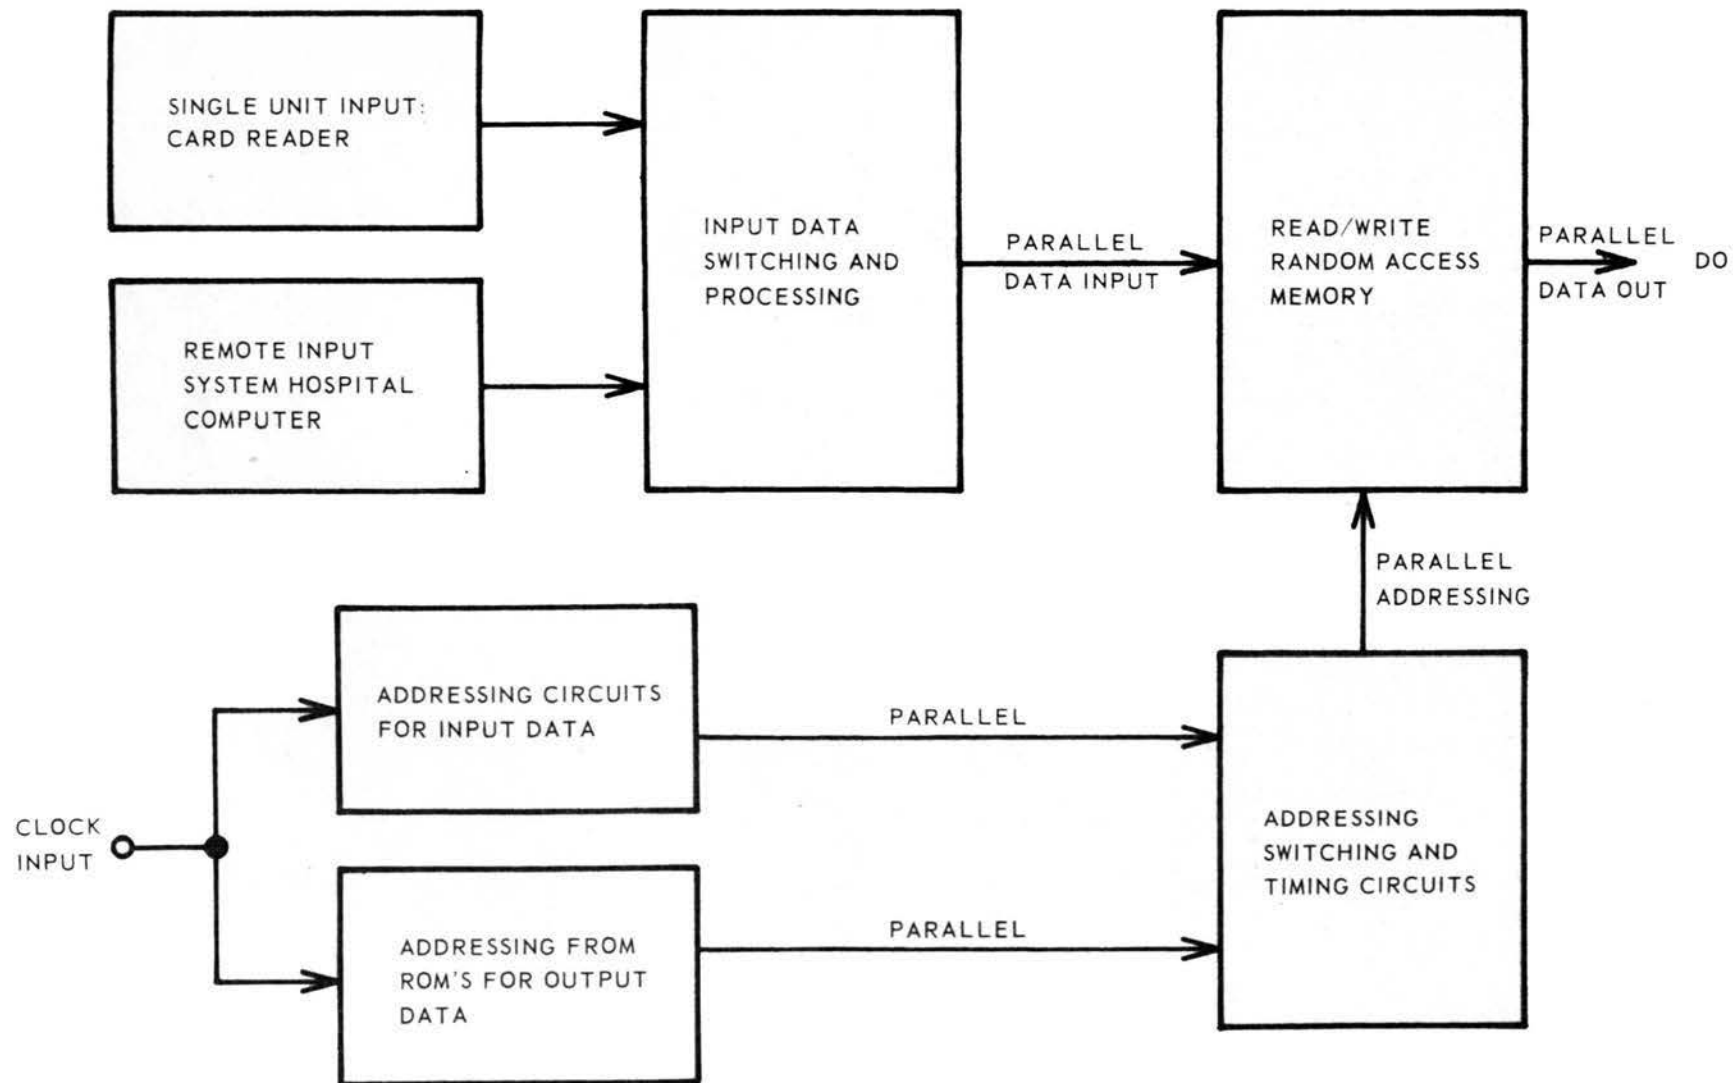 SINGLE UNIT INPUT:
CARD READER
REMOTE INPUT
SYSTEM HOSPITAL
COMPUTER
INPUT DATA
SWITCHING AND
PROCESSING
PARALLEL
DATA INPUT
READ/WRITE
RANDOM ACCESS
MEMORY
PARALLEL
DATA OUT
DO
PARALLEL
ADDRESSING
CLOCK
INPUT
ADDRESSING CIRCUITS
FOR INPUT DATA
PARALLEL
ADDRESSING FROM
ROM'S FOR OUTPUT
DATA
PARALLEL
ADDRESSING
SWITCHING AND
TIMING CIRCUITS